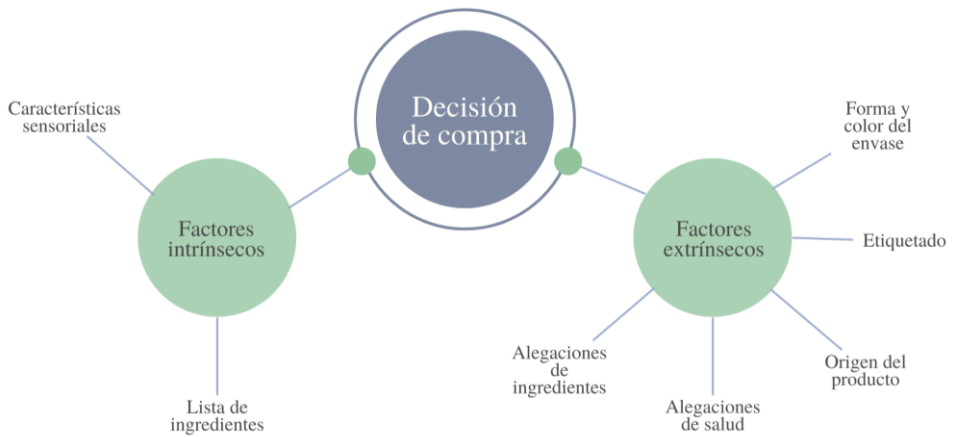 Decisión
de compra
Características
sensoriales
Factores
intrínsecos
Lista de
ingredientes
Forma y
color del
envase
Factores
extrínsecos
Etiquetado
Origen del
producto
Alegaciones
de
ingredientes
Alegaciones
de salud